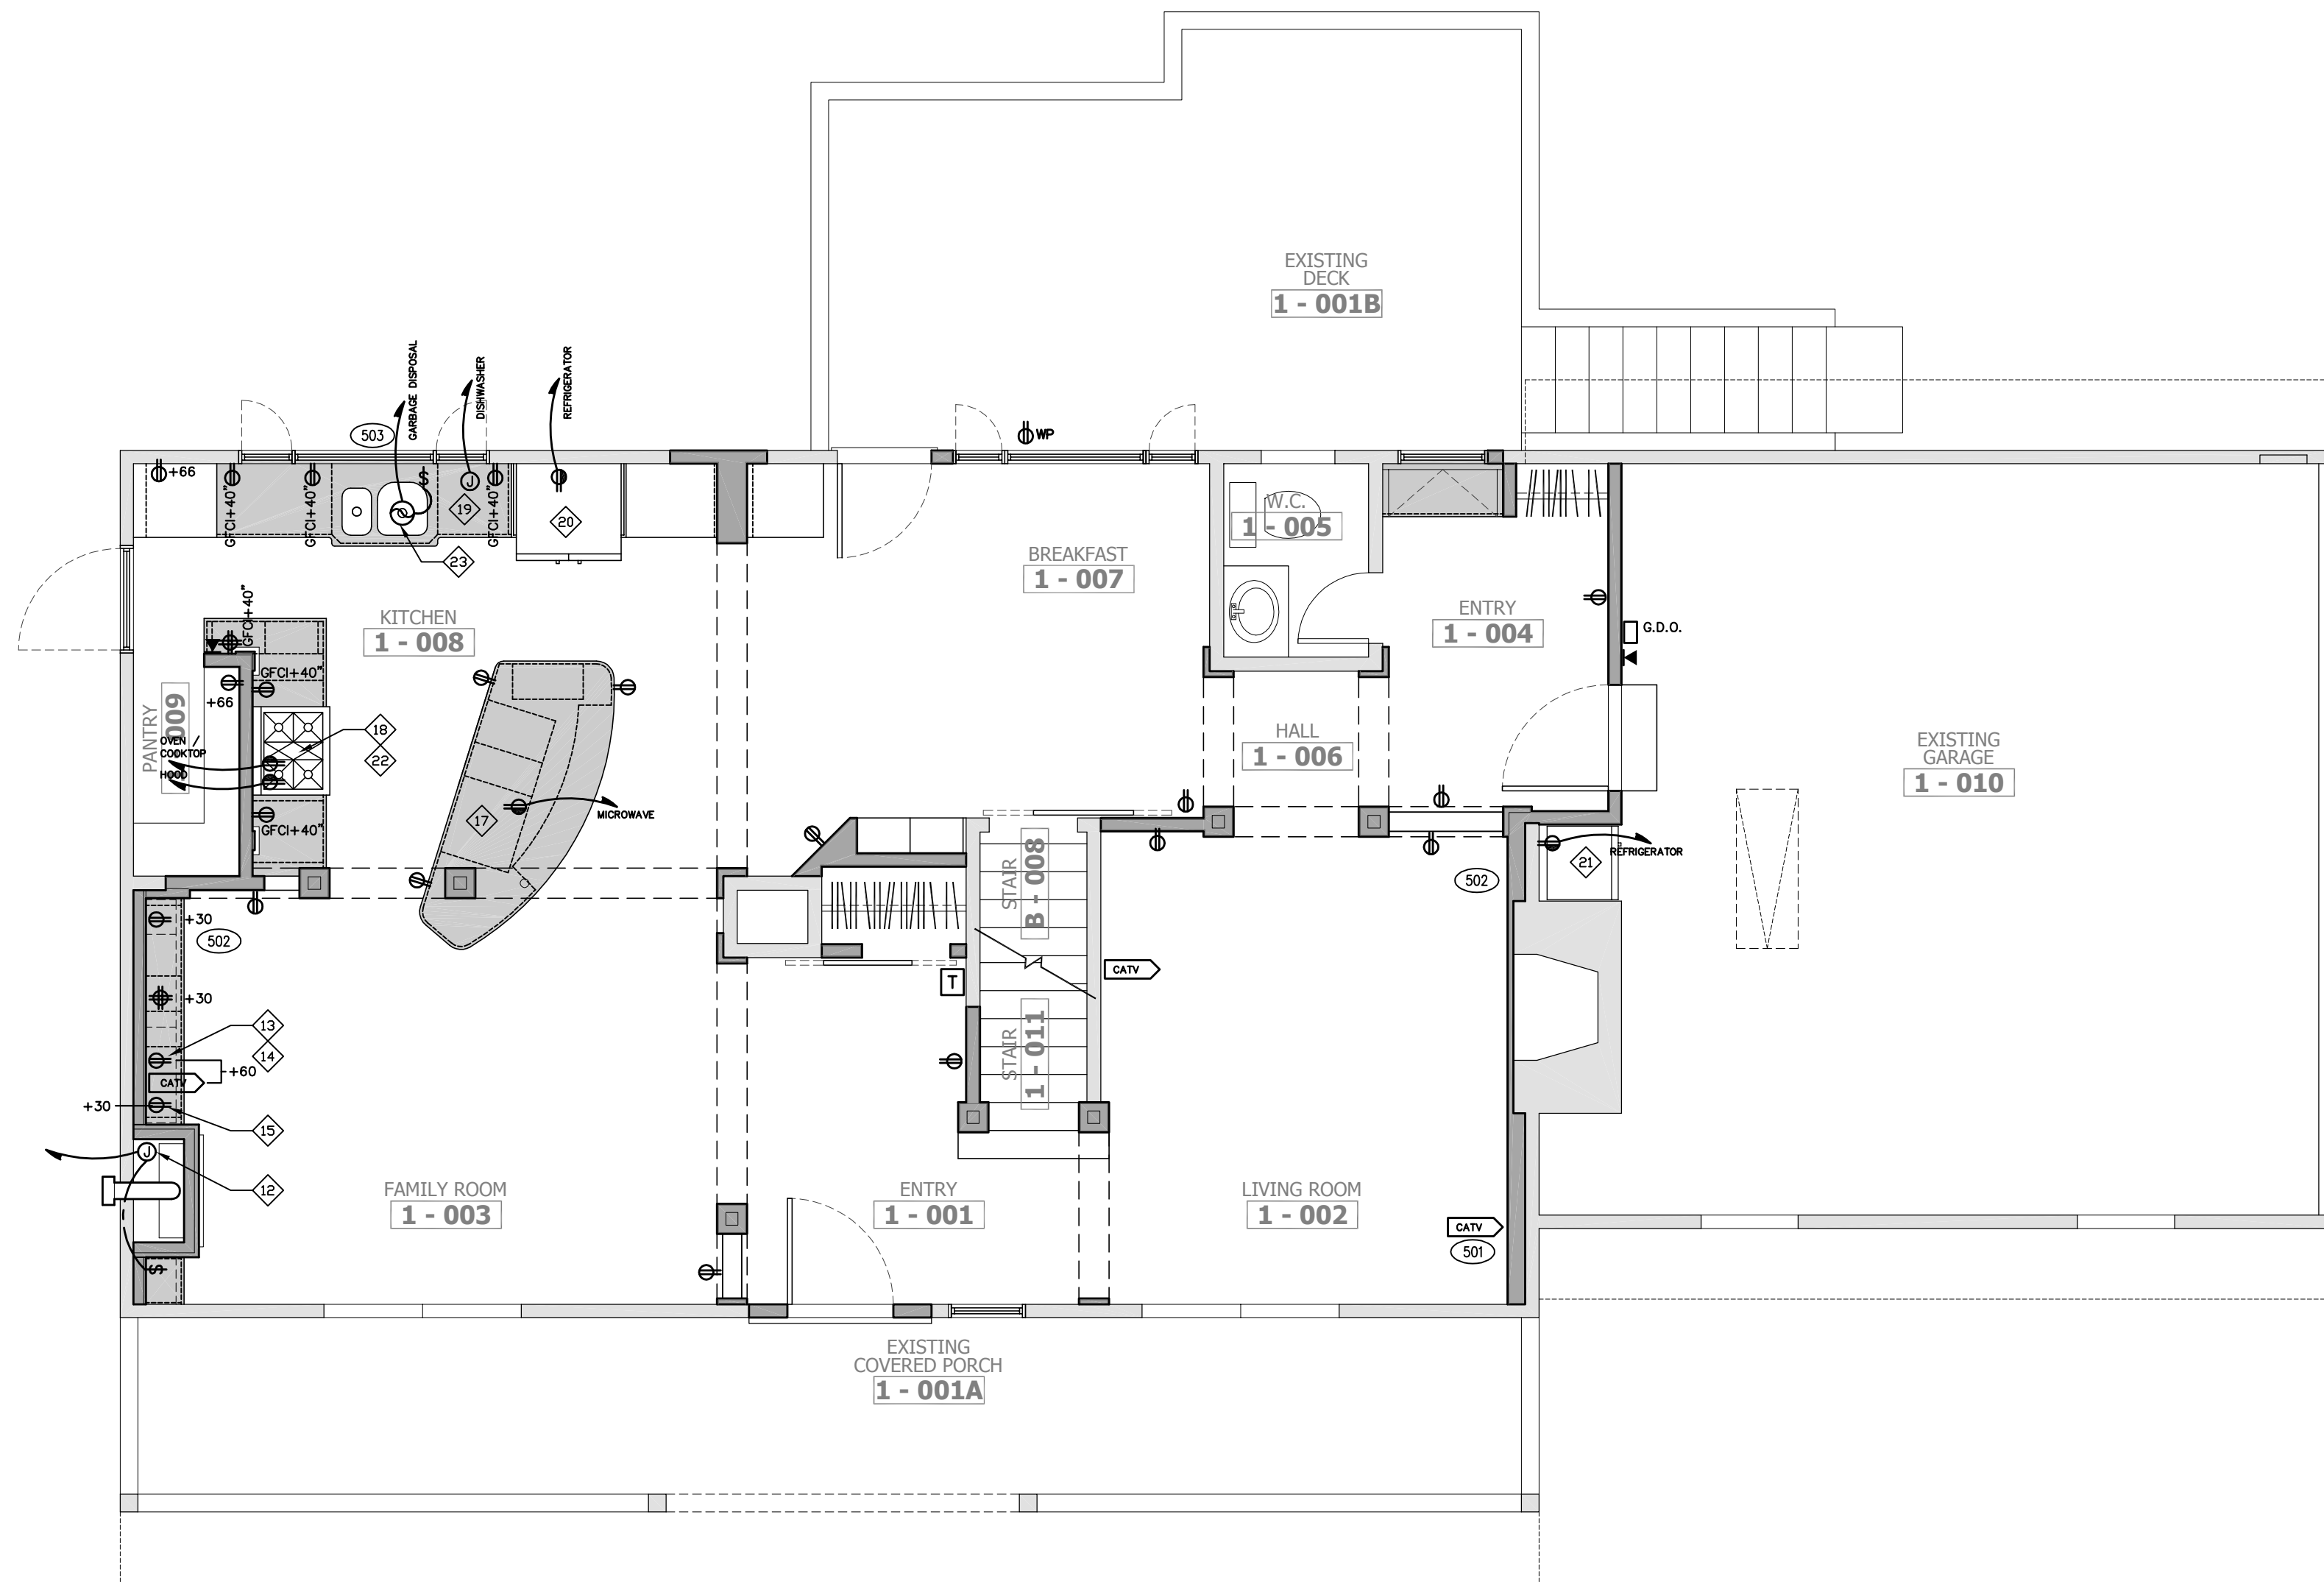 EXISTING
DECK
1 - 001B
GARBAGE DISPOSAL
DISHWASHER
REFRIGERATOR
503
WP
+66
GFCI+40"
GFCI+40"
S
J
19
GFCI+40"
20
23
W.C.
1 - 005
BREAKFAST
1 - 007
KITCHEN
1 - 008
ENTRY
1 - 004
G.D.O.
GFCI+40"
GFCI+40"
+66
PANTRY
009
OVEN /
COOKTOP
HOOD
18
22
GFCI+40"
17
MICROWAVE
HALL
1 - 006
EXISTING
GARAGE
1 - 010
STAIR
B - 008
REFRIGERATOR
21
502
+30
502
+30
T
CATV
13
14
+60
CATV
+30
15
STAIR
1 - 011
J
12
FAMILY ROOM
1 - 003
ENTRY
1 - 001
LIVING ROOM
1 - 002
CATV
501
S
EXISTING
COVERED PORCH
1 - 001A